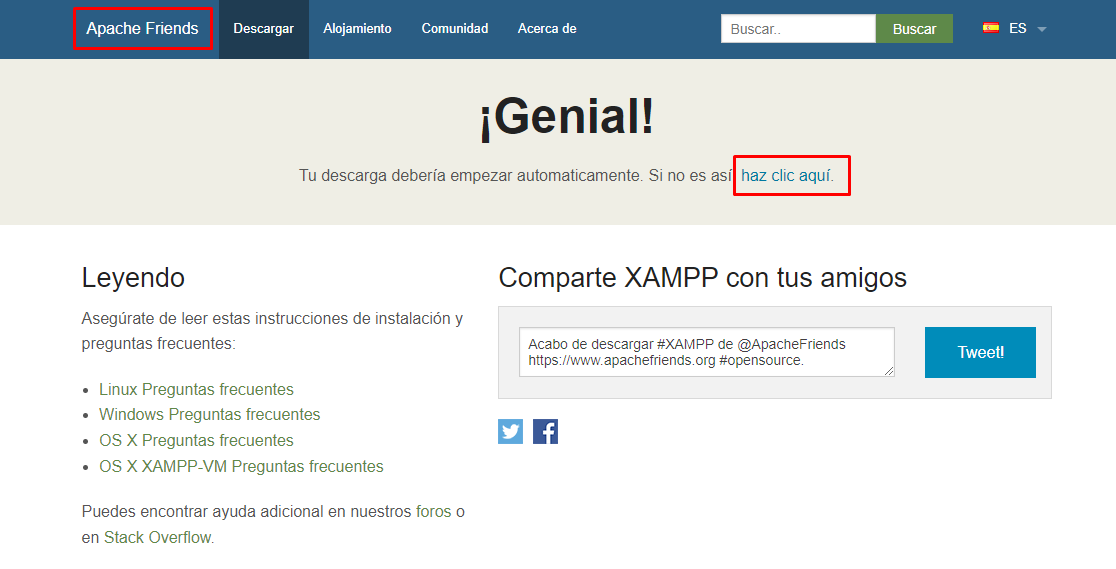 Apache Friends Descargar Alojamiento Comunidad Acerca de Buscar.. Buscar ES
¡Genial!
Tu descarga debería empezar automaticamente. Si no es así haz clic aquí.
Leyendo
Asegúrate de leer estas instrucciones de instalación y
preguntas frecuentes:
Linux Preguntas frecuentes
Windows Preguntas frecuentes
OS X Preguntas frecuentes
OS X XAMPP-VM Preguntas frecuentes
Puedes encontrar ayuda adicional en nuestros foros o
en Stack Overflow.
Comparte XAMPP con tus amigos
Acabo de descargar #XAMPP de @ApacheFriends
https://www.apachefriends.org #opensource.
Tweet!